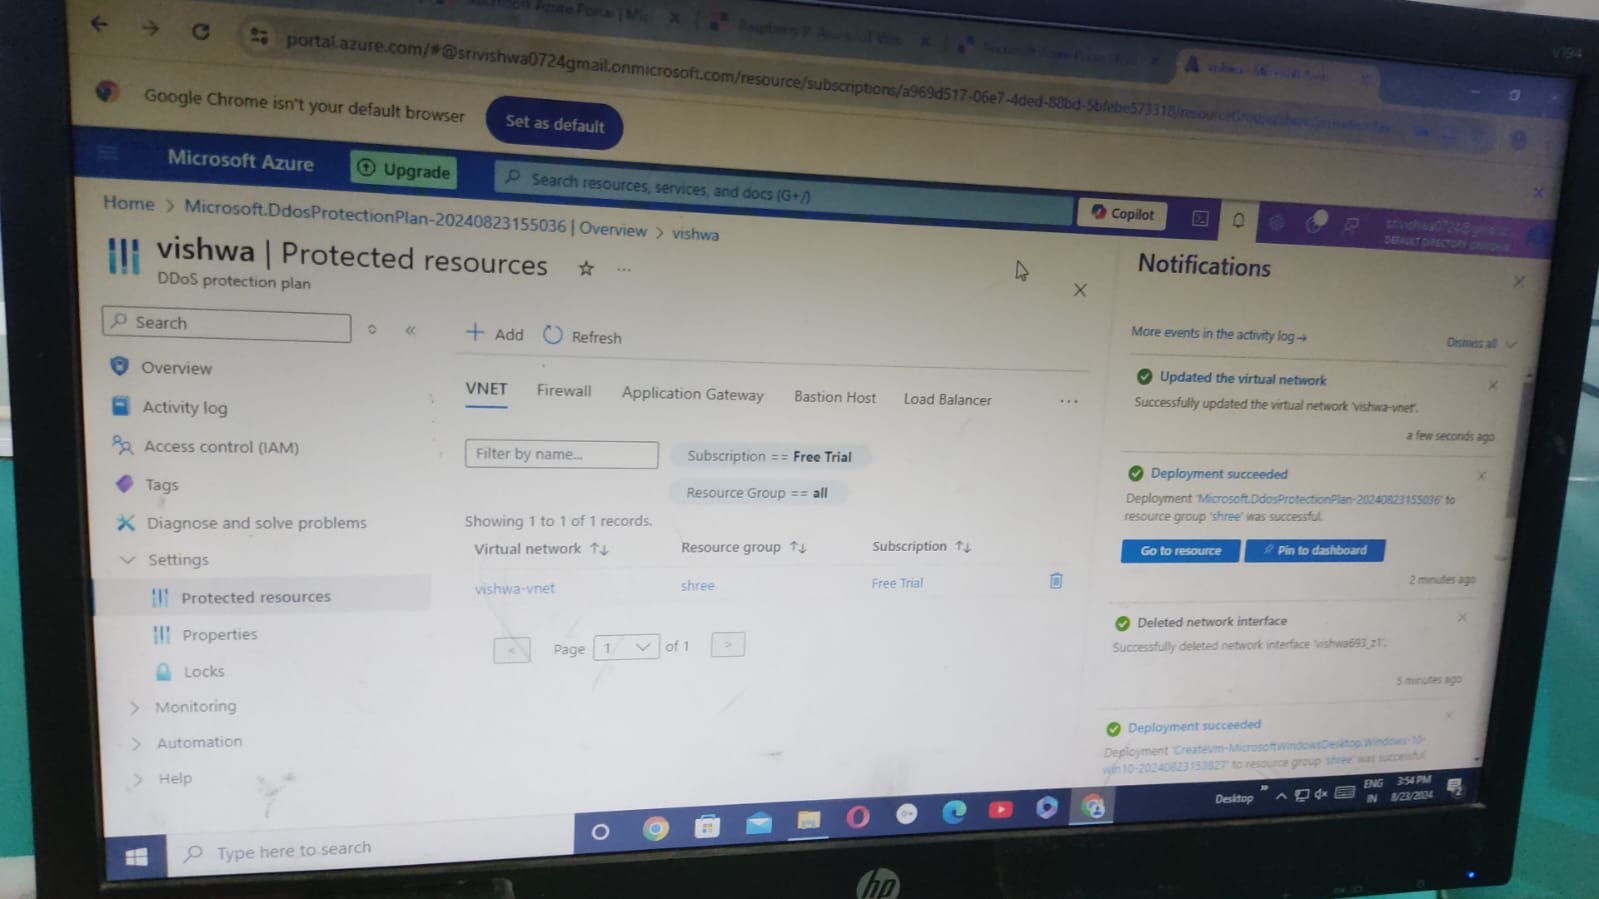 V194
portal.azure.com/#@srivishwa0724gmail.onmicrosoft.com/resource/subscriptions/a969d517-06e7-4ded-88bd-5bfebe573318/resourceGroups/shree/
Google Chrome isn't your default browser
Set as default
Microsoft Azure
Upgrade
Search resources, services, and docs (G+/)
Copilot
srivishwa0724@gmail....
DEFAULT DIRECTORY
Home > Microsoft.DdosProtectionPlan-20240823155036 | Overview > vishwa
vishwa | Protected resources
DDoS protection plan
Search
Overview
Activity log
Access control (IAM)
Tags
Diagnose and solve problems
Settings
Protected resources
Properties
Locks
Monitoring
Automation
Help
Add
Refresh
VNET
Firewall
Application Gateway
Bastion Host
Load Balancer
Filter by name...
Subscription == Free Trial
Resource Group == all
Showing 1 to 1 of 1 records.
Virtual network
Resource group
Subscription
vishwa-vnet
shree
Free Trial
Page 1 of 1
Notifications
More events in the activity log→
Dismiss all
Updated the virtual network
Successfully updated the virtual network 'vishwa-vnet'.
a few seconds ago
Deployment succeeded
Deployment 'Microsoft.DdosProtectionPlan-20240823155036' to
resource group 'shree' was successful.
Go to resource
Pin to dashboard
2 minutes ago
Deleted network interface
Successfully deleted network interface 'vishwa693_z1'.
5 minutes ago
Deployment succeeded
Deployment 'CreateVm-MicrosoftWindowsDesktop.Windows-10-
win10-20240823153827' to resource group 'shree' was successful.
Type here to search
Desktop
ENG
IN
3:54 PM
8/23/2024
2
hp